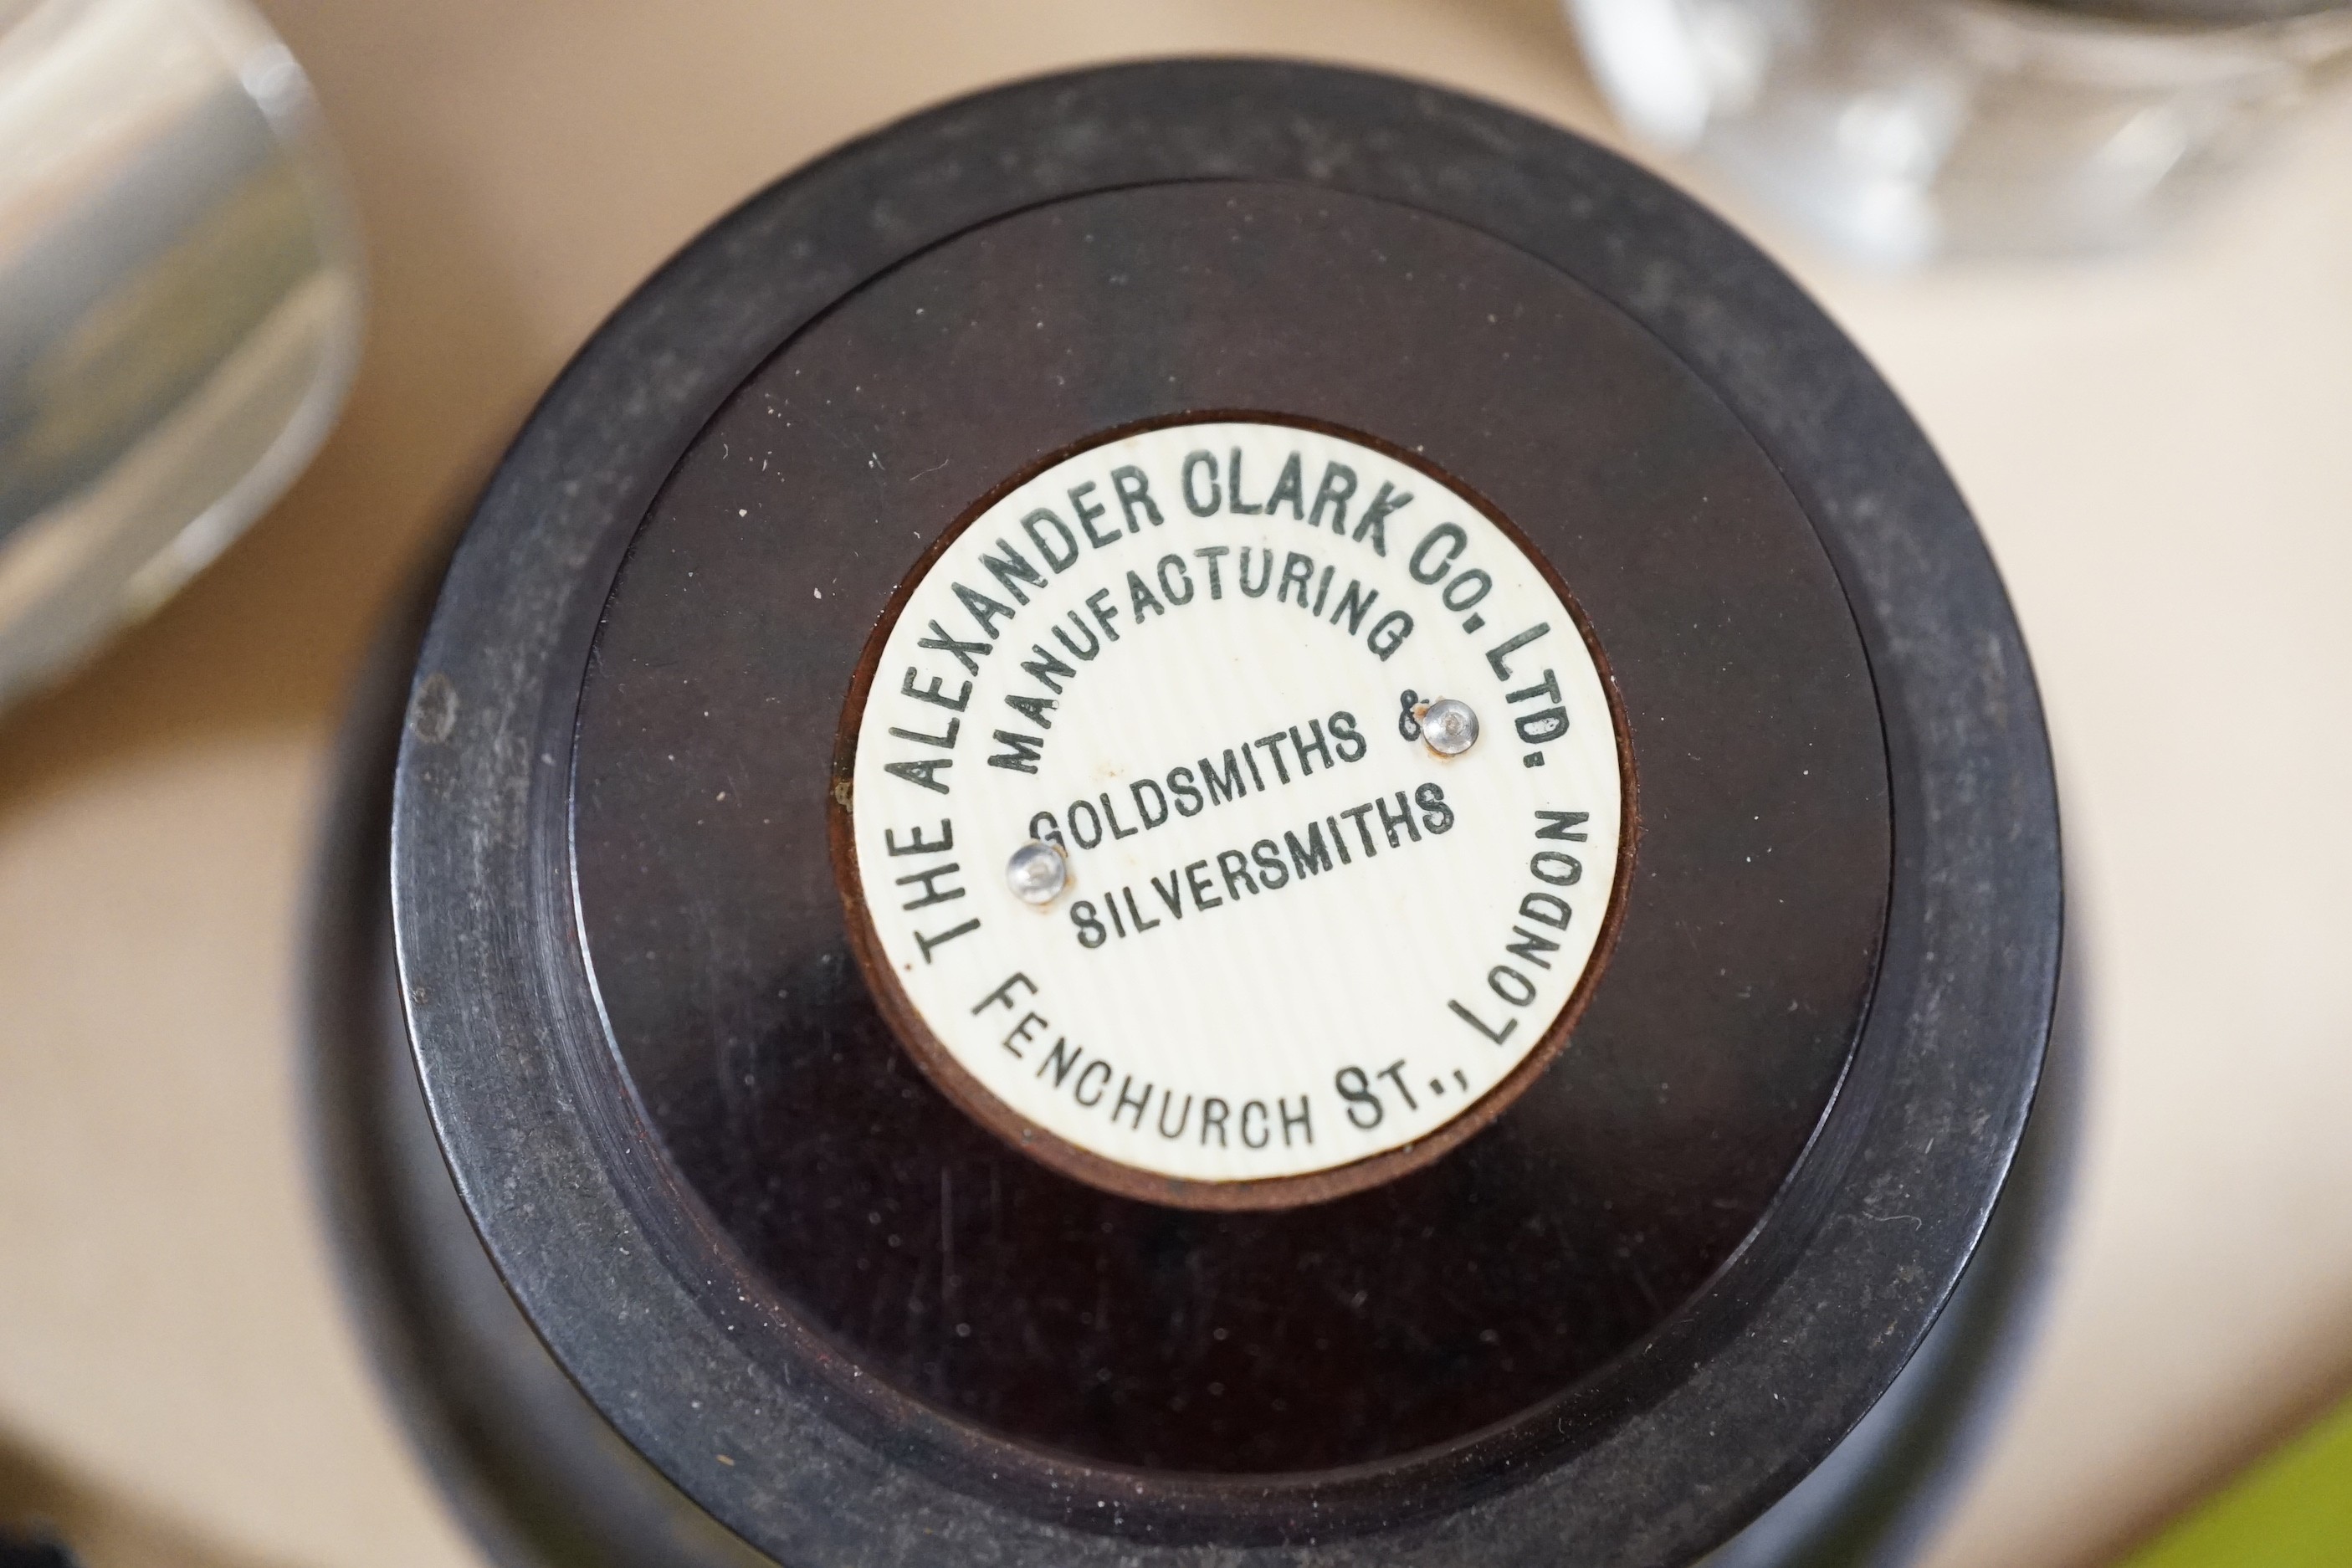 THE ALEXANDER CLARK CO. LTD.
MANUFACTURING
GOLDSMITHS &
SILVERSMITHS
FENCHURCH ST., LONDON